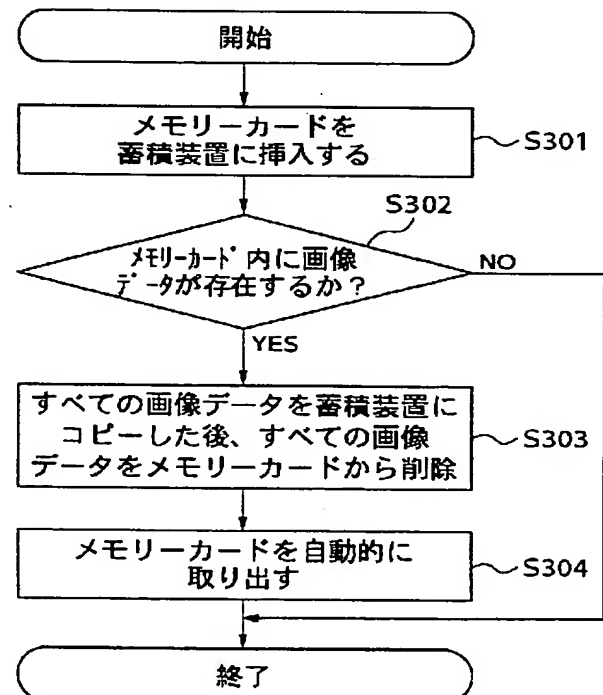 開始
メモリーカードを
蓄積装置に挿入する
S301
S302
メモリーカード内に画像
データが存在するか？
NO
YES
すべての画像データを蓄積装置に
コピーした後、すべての画像
データをメモリーカードから削除
S303
メモリーカードを自動的に
取り出す
S304
終了